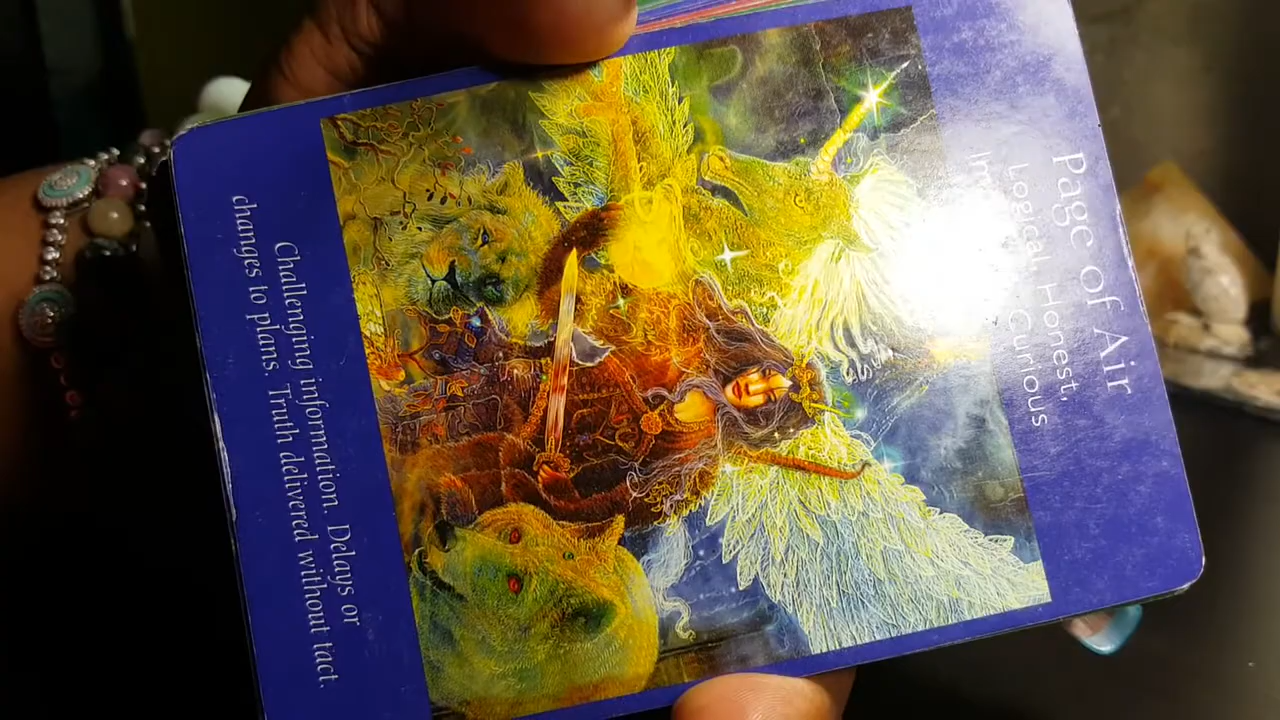 Page of Air
Logical, Honest,
Curious
Challenging information. Delays or
changes to plans. Truth delivered without tact.